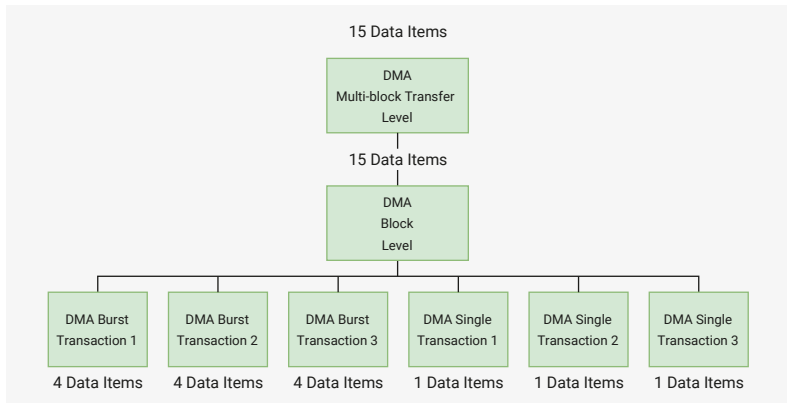 15 Data Items
DMA
Multi-block Transfer
Level
15 Data Items
DMA
Block
Level
DMA Burst
Transaction 1
DMA Burst
Transaction 2
DMA Burst
Transaction 3
DMA Single
Transaction 1
DMA Single
Transaction 2
DMA Single
Transaction 3
4 Data Items
4 Data Items
4 Data Items
1 Data Items
1 Data Items
1 Data Items